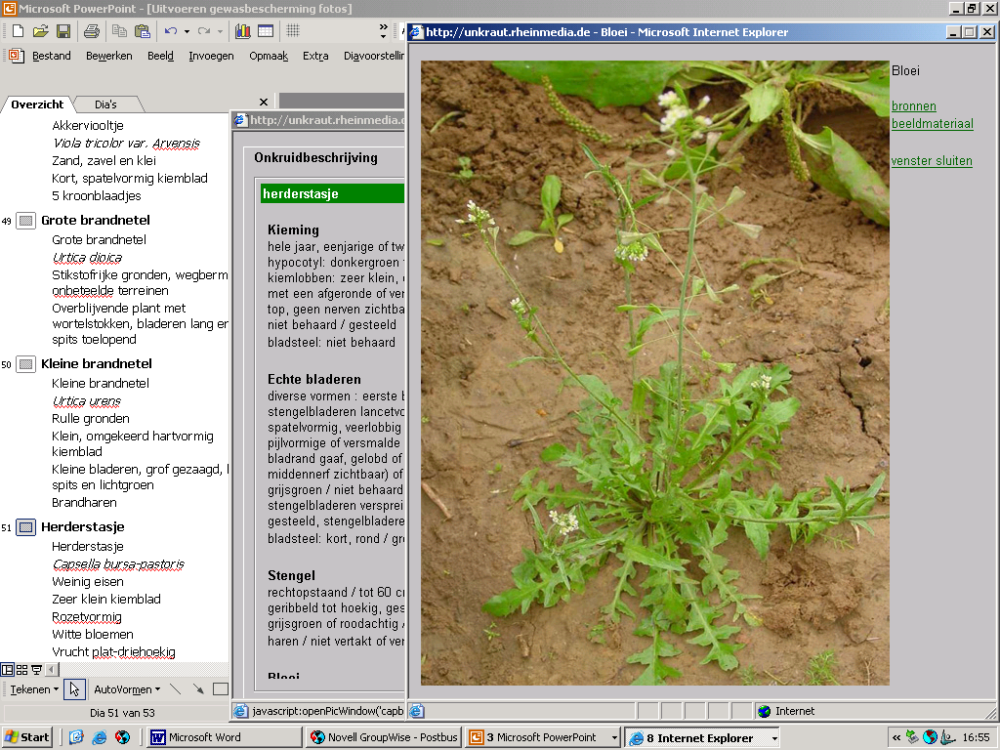 Microsoft PowerPoint - [Uitvoeren gewasbescherming fotos]
Bestand Bewerken Beeld Invoegen Opmaak Extra Diavoorstellin
Overzicht Dia's
Akkerviooltje
Viola tricolor var. Arvensis
Zand, zavel en klei
Kort, spatelvormig kiemblad
5 kroonblaadjes
49 Grote brandnetel
Grote brandnetel
Urtica dioica
Stikstofrijke gronden, wegberm
onbeteelde terreinen
Overblijvende plant met
wortelstokken, bladeren lang er
spits toelopend
50 Kleine brandnetel
Kleine brandnetel
Urtica urens
Rulle gronden
Klein, omgekeerd hartvormig
kiemblad
Kleine bladeren, grof gezaagd, l
spits en lichtgroen
Brandharen
51 Herderstasje
Herderstasje
Capsella bursa-pastoris
Weinig eisen
Zeer klein kiemblad
Rozetvormig
Witte bloemen
Vrucht plat-driehoekig
Tekenen AutoVormen
Dia 51 van 53
http://unkraut.rheinmedia.d
Onkruidbeschrijving
herderstasje
Kieming
hele jaar, eenjarige of tw
hypocotyl: donkergroen
kiemlobben: zeer klein,
met een afgeronde of ver
top, geen nerven zichtba
niet behaard / gesteeld
bladsteel: niet behaard
Echte bladeren
diverse vormen : eerste b
stengelbladeren lancetvo
spatelvormig, veerlobbig
pijlvormige of versmalde
bladrand gaaf, gelobd of
middennerf zichtbaar) of
grijsgroen / niet behaard
stengelbladeren versprei
gesteeld, stengelbladere
bladsteel: kort, rond / gr
Stengel
rechtopstaand / tot 60 cr
geribbeld tot hoekig, ges
grijsgroen of roodachtig /
haren / niet vertakt of ver
Bloei
javascript:openPicWindow('capb
http://unkraut.rheinmedia.de - Bloei - Microsoft Internet Explorer
Bloei
bronnen
beeldmateriaal
venster sluiten
Internet
Start Microsoft Word Novell GroupWise - Postbus 3 Microsoft PowerPoint 8 Internet Explorer « 16:55